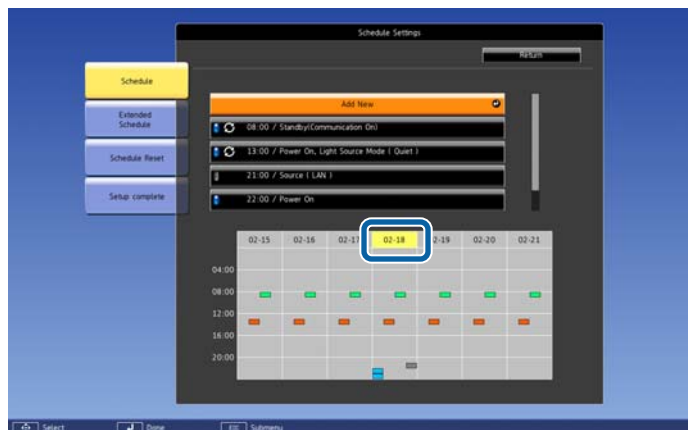 Schedule Settings
Return
Schedule
Extended
Schedule
Schedule Reset
Setup complete
Add New
08:00 / Standby(Communication On)
13:00 / Power On, Light Source Mode ( Quiet )
21:00 / Source ( LAN )
22:00 / Power On
02-15 02-16 02-17 02-18 2-19 02-20 02-21
04:00
08:00
12:00
16:00
20:00
Select Done Submenu